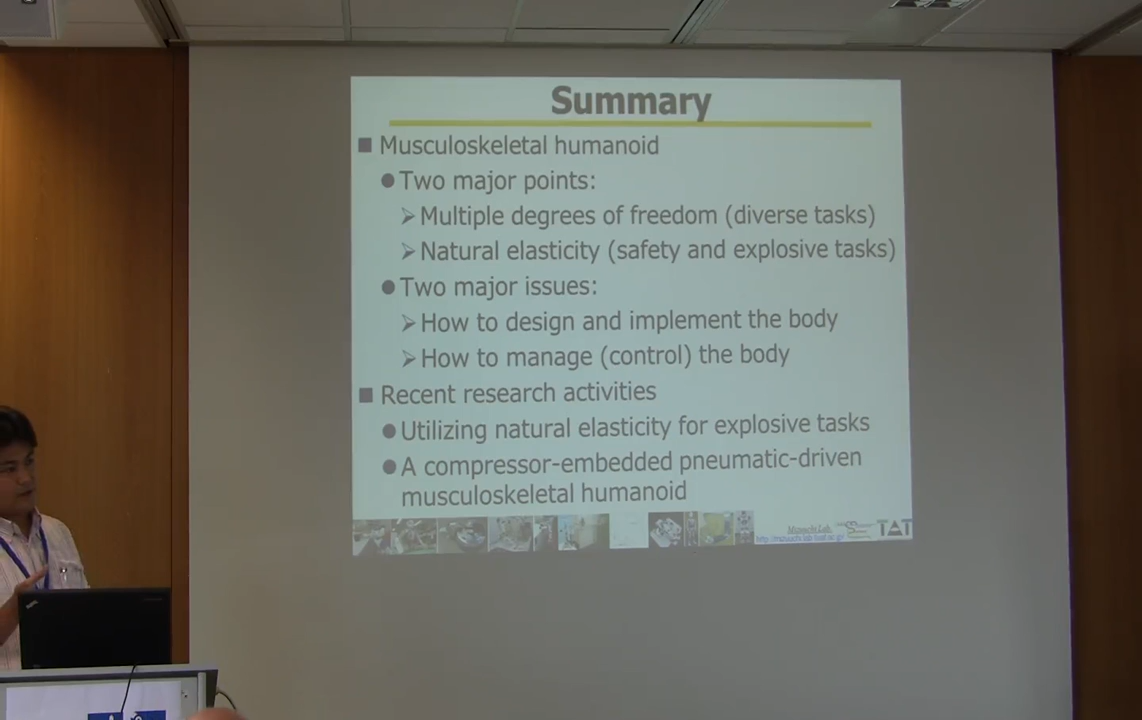 Summary
Musculoskeletal humanoid
Two major points:
Multiple degrees of freedom (diverse tasks)
Natural elasticity (safety and explosive tasks)
Two major issues:
How to design and implement the body
How to manage (control) the body
Recent research activities
Utilizing natural elasticity for explosive tasks
A compressor-embedded pneumatic-driven
musculoskeletal humanoid
Mizuuchi Lab.
TAT